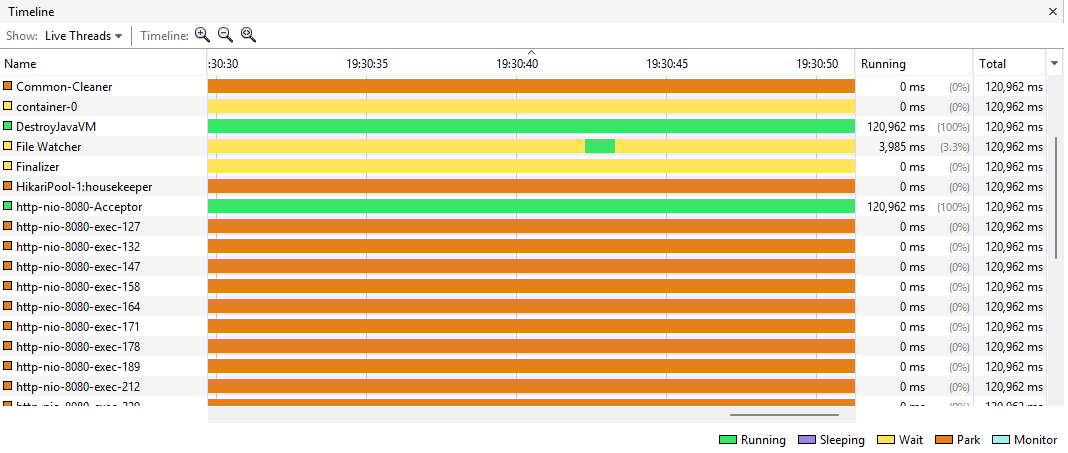 Timeline ×
Show: Live Threads Timeline:
Name :30:30 19:30:35 19:30:40 19:30:45 19:30:50 Running Total
Common-Cleaner 0 ms (0%) 120,962 ms
container-0 0 ms (0%) 120,962 ms
DestroyJavaVM 120,962 ms (100%) 120,962 ms
File Watcher 3,985 ms (3.3%) 120,962 ms
Finalizer 0 ms (0%) 120,962 ms
HikariPool-1:housekeeper 0 ms (0%) 120,962 ms
http-nio-8080-Acceptor 120,962 ms (100%) 120,962 ms
http-nio-8080-exec-127 0 ms (0%) 120,962 ms
http-nio-8080-exec-132 0 ms (0%) 120,962 ms
http-nio-8080-exec-147 0 ms (0%) 120,962 ms
http-nio-8080-exec-158 0 ms (0%) 120,962 ms
http-nio-8080-exec-164 0 ms (0%) 120,962 ms
http-nio-8080-exec-171 0 ms (0%) 120,962 ms
http-nio-8080-exec-178 0 ms (0%) 120,962 ms
http-nio-8080-exec-189 0 ms (0%) 120,962 ms
http-nio-8080-exec-212 0 ms (0%) 120,962 ms
Running Sleeping Wait Park Monitor